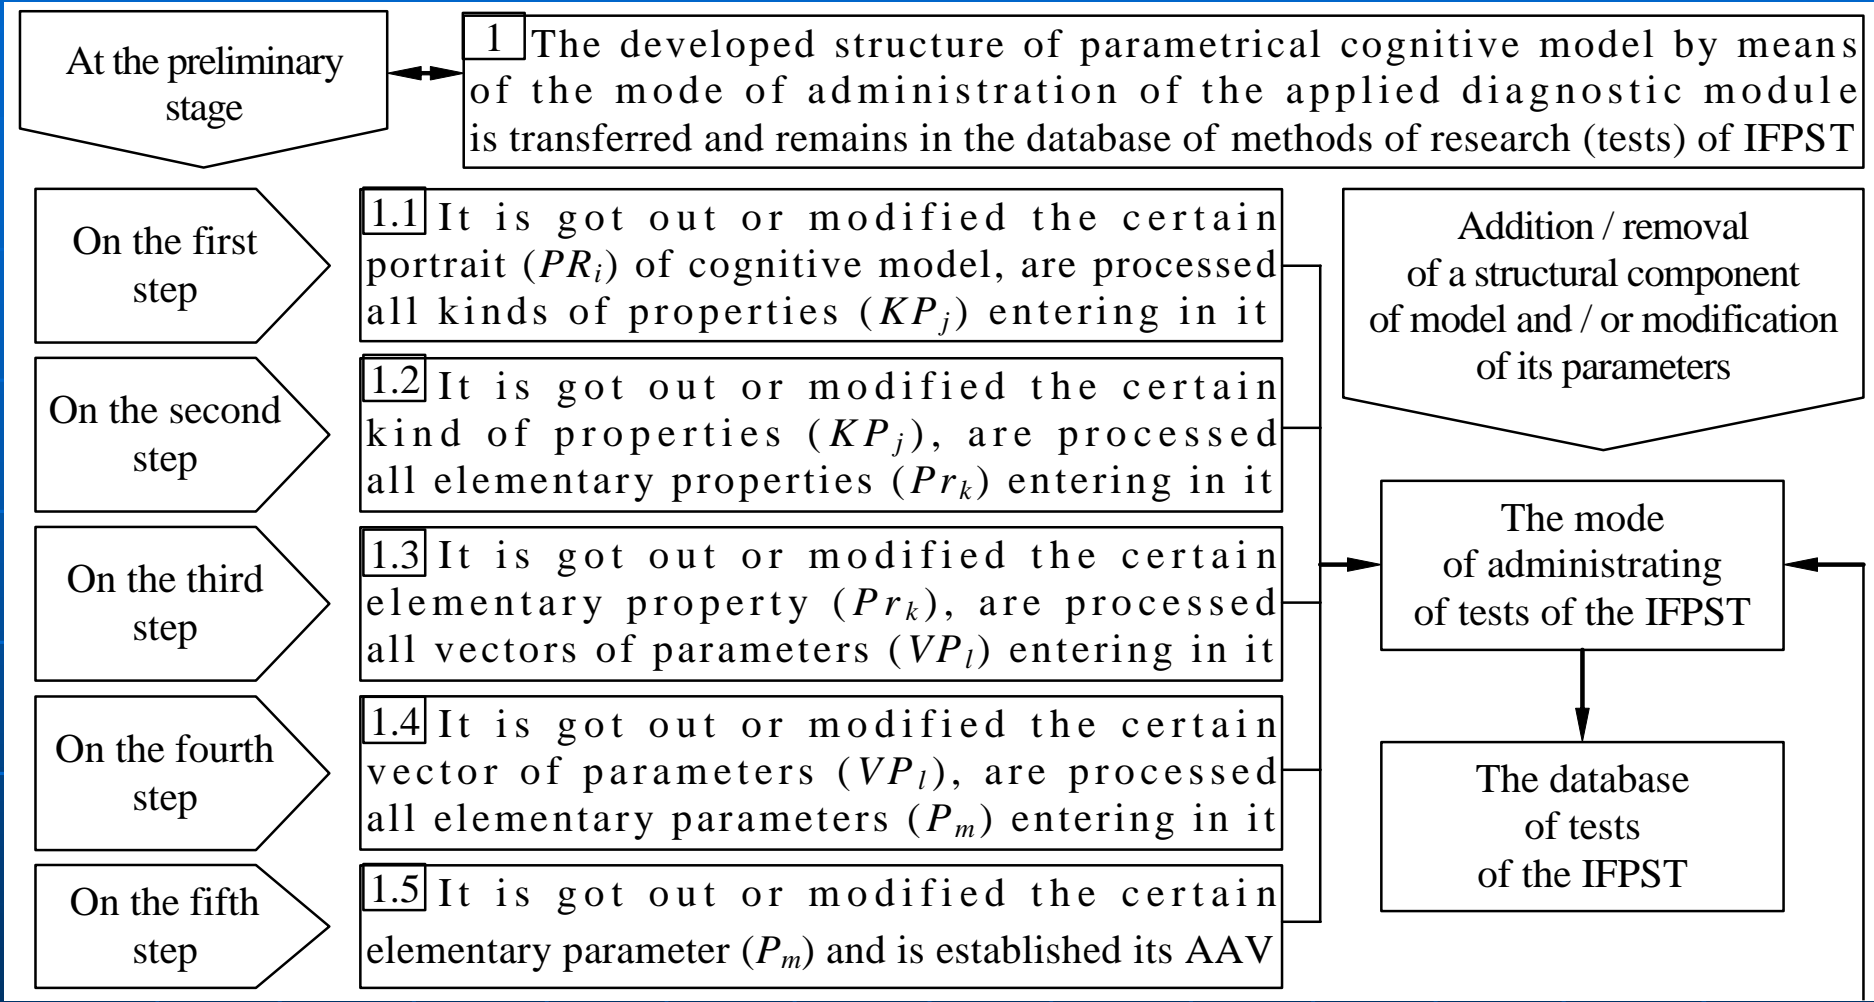 At the preliminary
stage
1 The developed structure of parametrical cognitive model by means
of the mode of administration of the applied diagnostic module
is transferred and remains in the database of methods of research (tests) of IFPST
On the first
step
1.1 It is got out or modified the certain
portrait (PRi) of cognitive model, are processed
all kinds of properties (KPj) entering in it
On the second
step
1.2 It is got out or modified the certain
kind of properties (KPj), are processed
all elementary properties (Prk) entering in it
On the third
step
1.3 It is got out or modified the certain
elementary property (Prk), are processed
all vectors of parameters (VPl) entering in it
On the fourth
step
1.4 It is got out or modified the certain
vector of parameters (VPl), are processed
all elementary parameters (Pm) entering in it
On the fifth
step
1.5 It is got out or modified the certain
elementary parameter (Pm) and is established its AAV
Addition / removal
of a structural component
of model and / or modification
of its parameters
The mode
of administrating
of tests of the IFPST
The database
of tests
of the IFPST